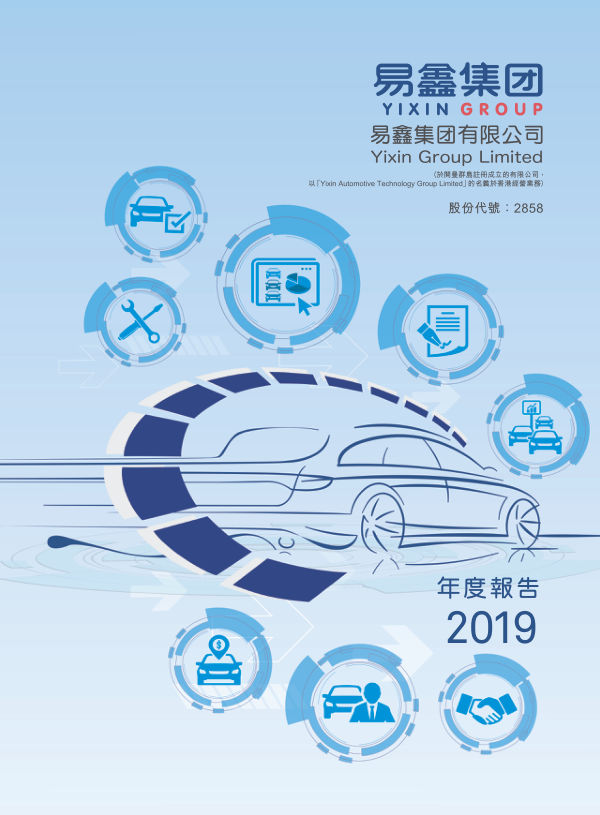 易鑫集团
YIXIN GROUP
易鑫集团有限公司
Yixin Group Limited
(於開曼群島註冊成立的有限公司，
以「Yixin Automotive Technology Group Limited」的名義於香港經營業務)
股份代號：2858
年度報告
2019